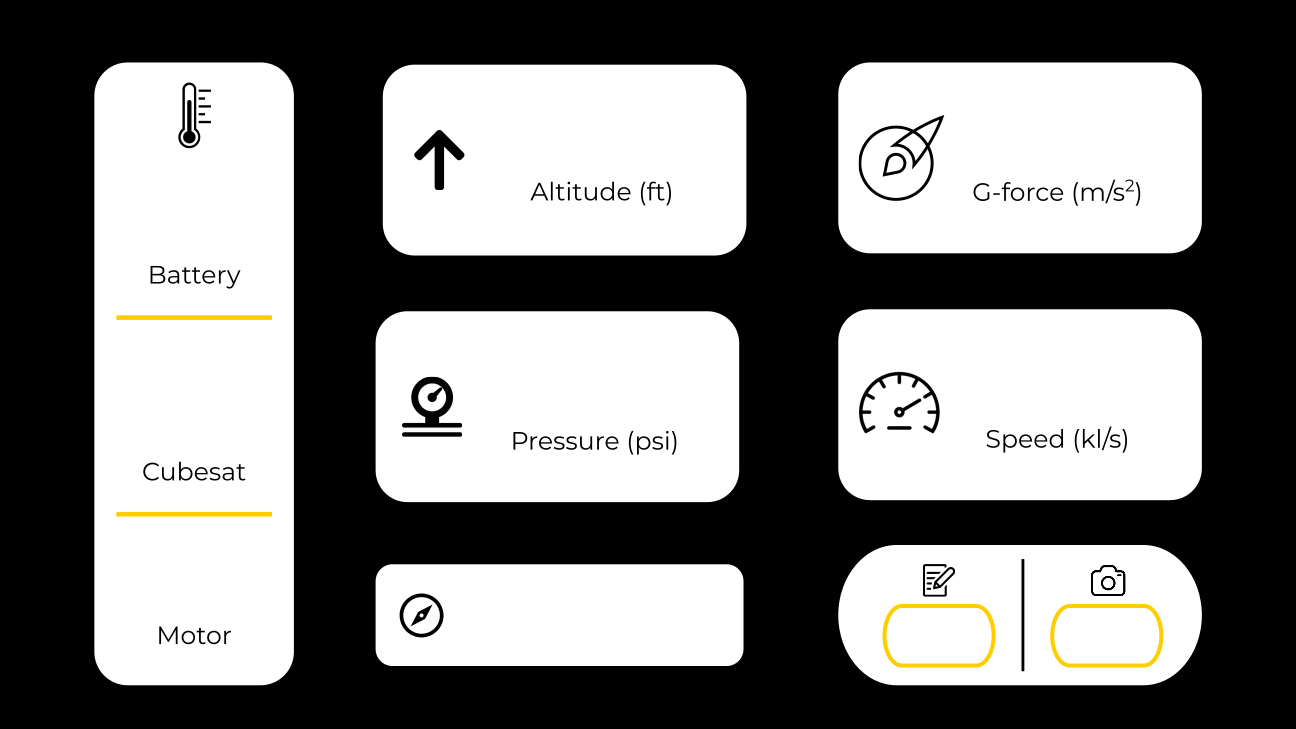 Battery
Cubesat
Motor
Altitude (ft)
G-force (m/s²)
Pressure (psi)
Speed (kl/s)